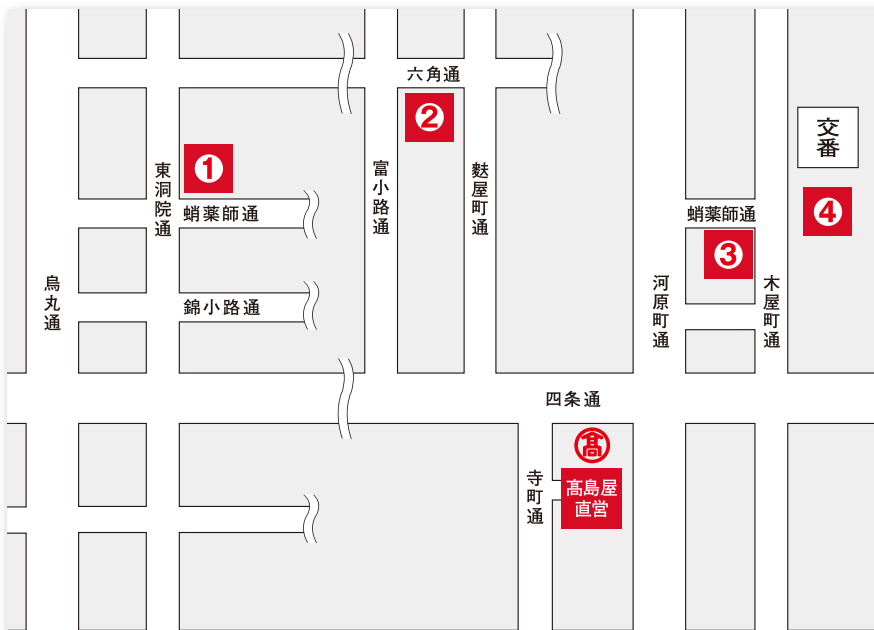 六角通
❶
❷
交番
東洞院通
富小路通
麩屋町通
蛸薬師通
蛸薬師通
❹
❸
烏丸通
錦小路通
河原町通
木屋町通
四条通
髙
寺町通
髙島屋
直営